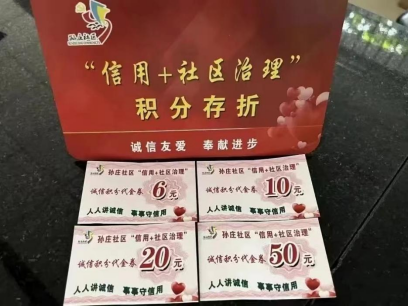 孙庄社区
“信用+社区治理”
积分存折
诚信友爱 奉献进步
孙庄社区 “信用+社区治理”
诚信积分代金券 6元
人人讲诚信 事事守信用
孙庄社区 “信用+社区治理”
诚信积分代金券 10元
人人讲诚信 事事守信用
孙庄社区 “信用+社区治理”
诚信积分代金券 20元
人人讲诚信 事事守信用
孙庄社区 “信用+社区治理”
诚信积分代金券 50元
人人讲诚信 事事守信用